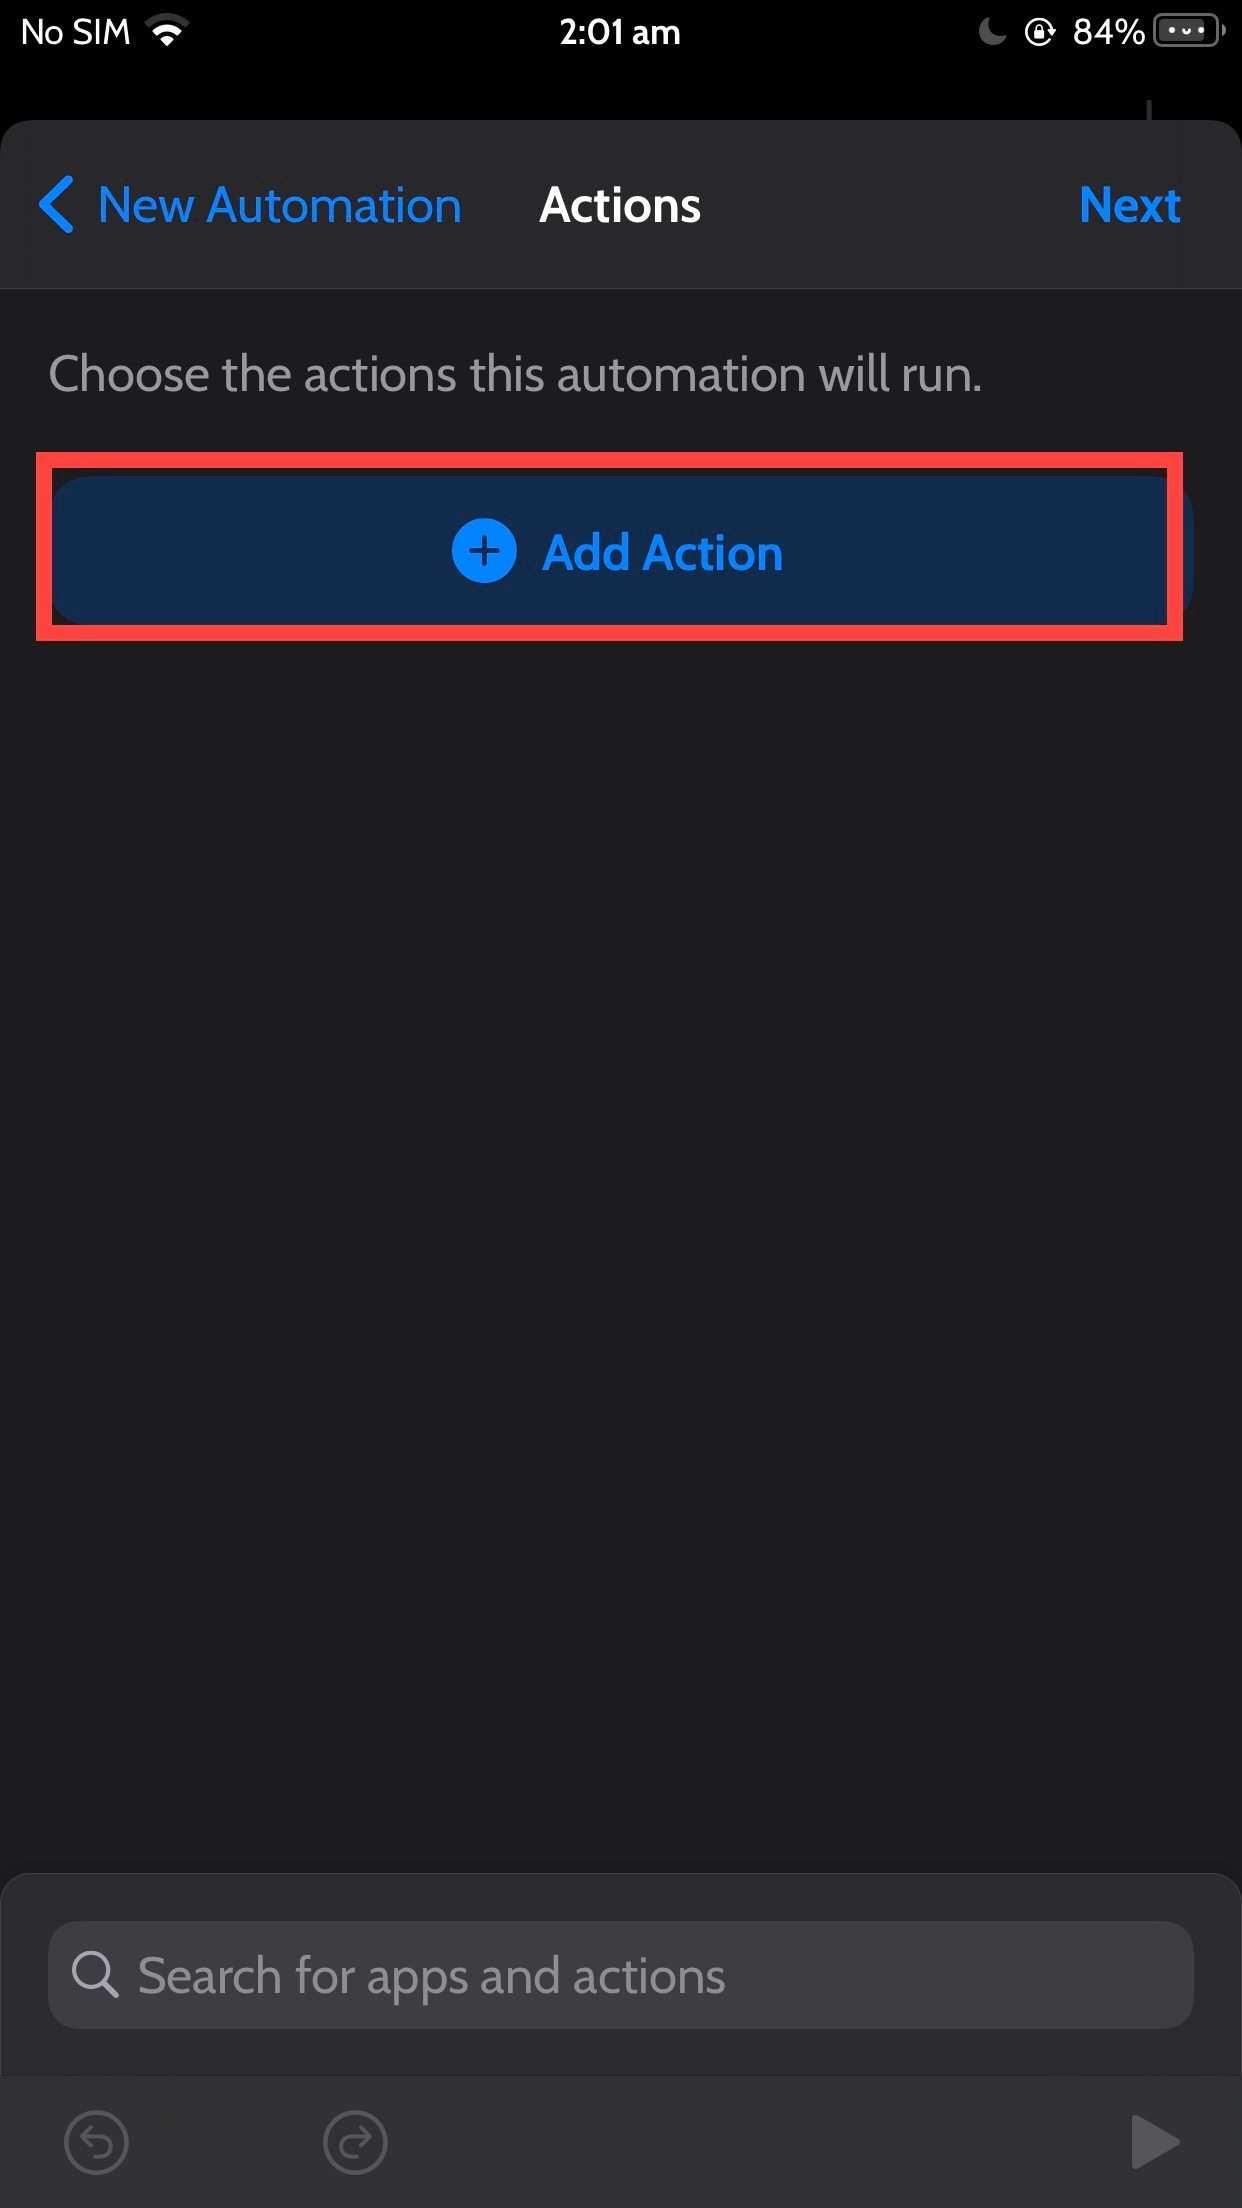 No SIM 2:01 am 84%
New Automation Actions Next
Choose the actions this automation will run.
Add Action
Search for apps and actions